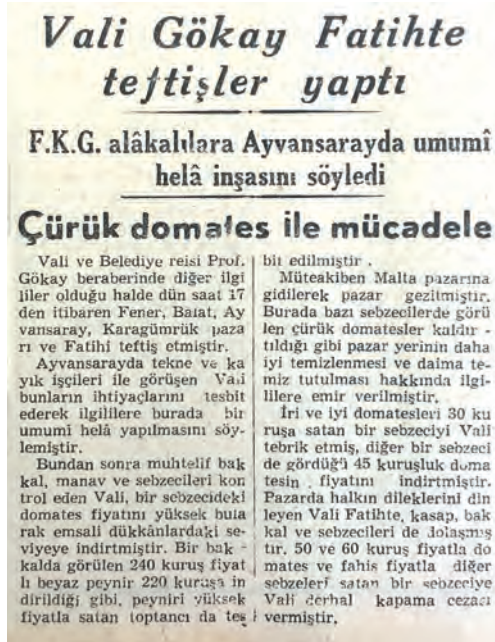 Vali Gökay Fatihte
teftişler yaptı
F.K.G. alâkalılara Ayvansarayda umumî
helâ inşasını söyledi
Çürük domates ile mücadele
Vali ve Belediye reisi Prof.
Gökay beraberinde diğer ilgi
liler olduğu halde dün saat 17
den itibaren Fener, Balat, Ay
vansaray, Karagümrük paza
rı ve Fatihi teftiş etmiştir.
Ayvansarayda tekne ve ka
yık işçileri ile görüşen Vali
bunların ihtiyaçlarını tesbit
ederek ilgililere burada bir
umumî helâ yapılmasını söy-
lemiştir.
Bundan sonra muhtelif bak
kal, manav ve sebzecileri kon
trol eden Vali, bir sebzecideki
domates fiyatını yüksek bula
rak emsali dükkânlardaki se-
viyeye indirtmiştir. Bir bak -
kalda görülen 240 kuruş fiyat
lı beyaz peynir 220 kuruşa in
dirildiği gibi, peyniri yüksek
fiyatla satan toptancı da tes
bit edilmiştir .
Müteakiben Malta pazarına
gidilerek pazar gezitmiştir.
Burada bazı sebzecilerde görü
len çürük domatesler kaldır -
tıldığı gibi pazar yerinin daha
iyi temizlenmesi ve daima te-
miz tutulması hakkında ilgi-
lilere emir verilmiştir.
İri ve iyi domatesleri 30 ku
ruşa satan bir sebzeciyi Vali
tebrik etmiş, diğer bir sebzeci
de gördüğü 45 kuruşluk doma
tesin fiyatını indirtmiştir.
Pazarda halkın dileklerini din
leyen Vali Fatihte, kasap, bak
kal ve sebzecileri de dolaşmış
tır. 50 ve 60 kuruş fiyatla do
mates ve fahiş fiyatla diğer
sebzeleri satan bir sebzeciye
Vali derhal kapama cezası
vermiştir.